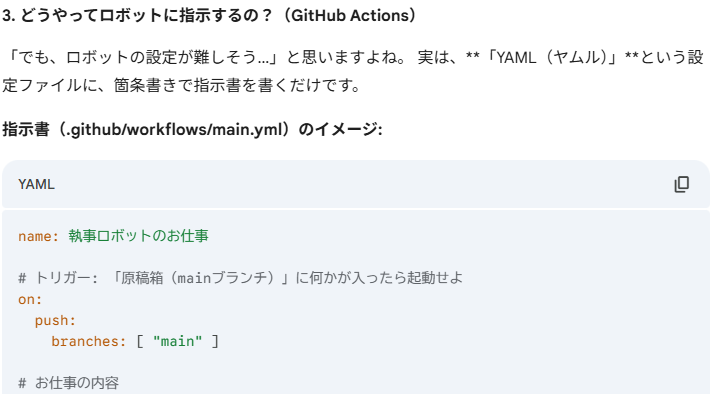 3. どうやってロボットに指示するの？（GitHub Actions）
「でも、ロボットの設定が難しそう...」と思いますよね。 実は、**「YAML（ヤムル）」**という設
定ファイルに、箇条書きで指示書を書くだけです。
指示書（.github/workflows/main.yml）のイメージ:
YAML
name: 執事ロボットのお仕事
# トリガー: 「原稿箱（mainブランチ）」に何かが入ったら起動せよ
on:
  push:
    branches: [ "main" ]
# お仕事の内容